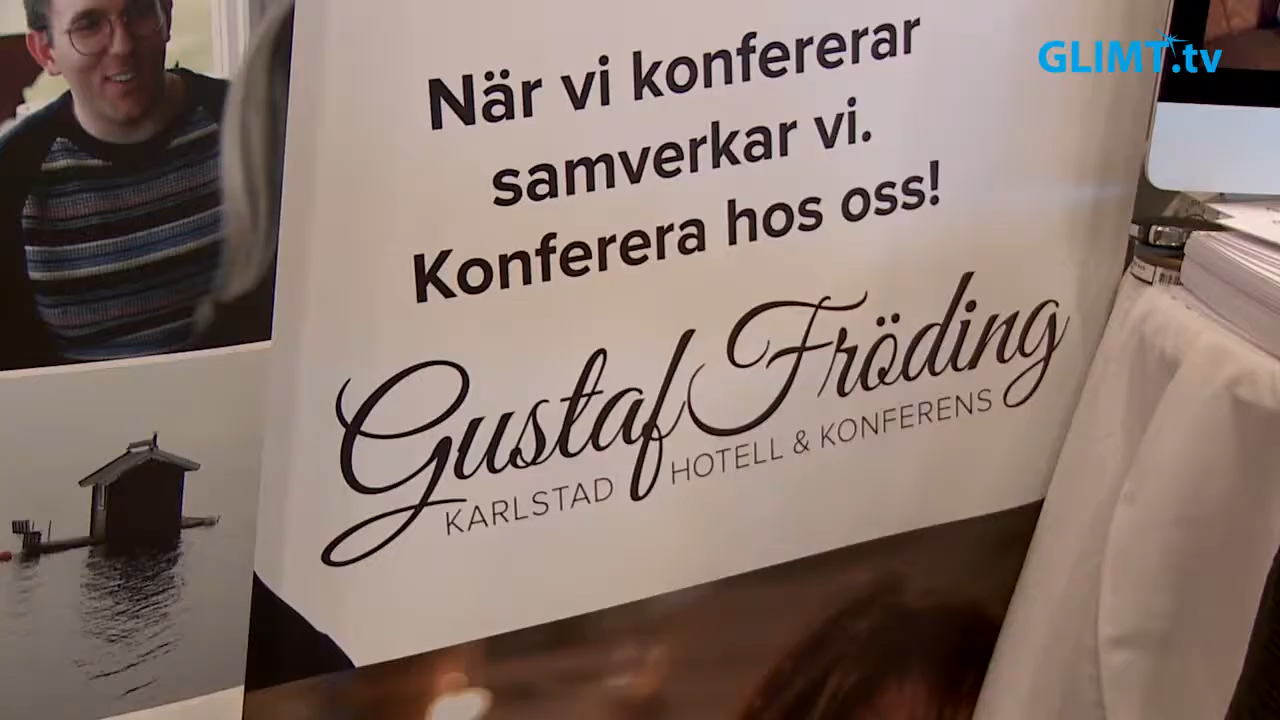 GLIMT.tv
När vi konfererar
samverkar vi.
Konferera hos oss!
Gustaf Fröding
KARLSTAD HOTELL & KONFERENS